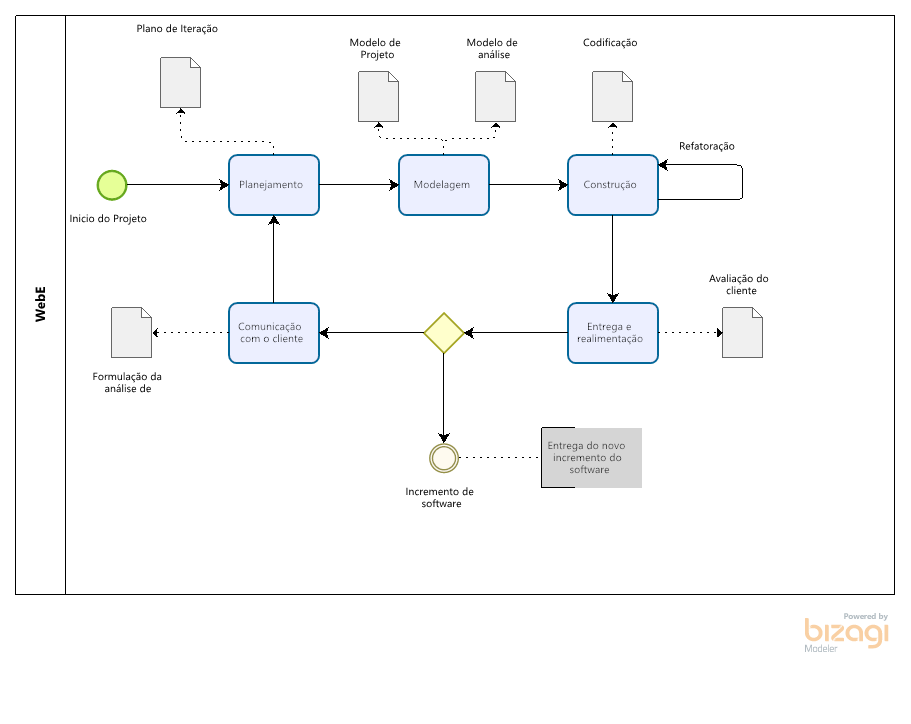 WebE
Plano de Iteração
Modelo de
Projeto
Modelo de
análise
Codificação
Refatoração
Planejamento
Modelagem
Construção
Inicio do Projeto
Avaliação do
cliente
Comunicação
com o cliente
Entrega e
realimentação
Formulação da
análise de
Entrega do novo
incremento do
software
Incremento de
software
Powered by
bizagi
Modeler